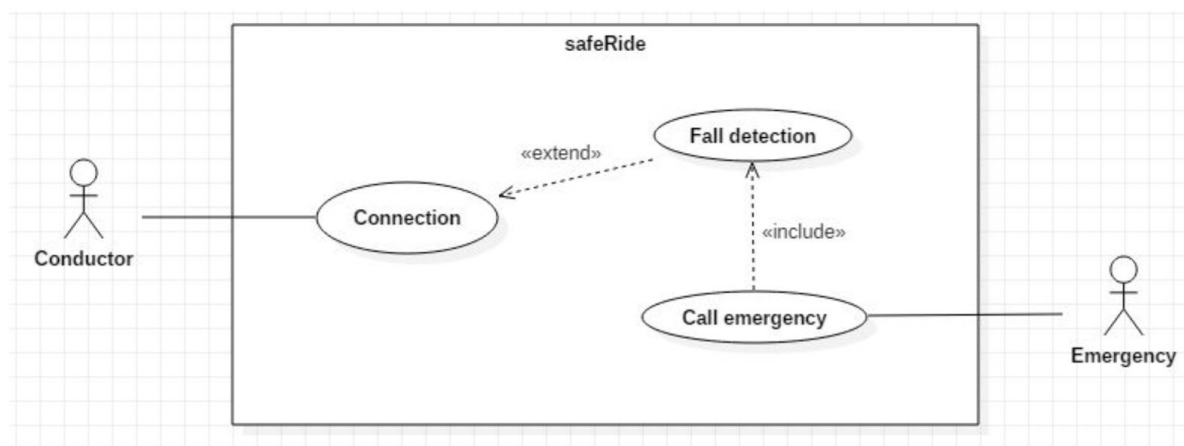 safeRide
Fall detection
«extend»
Connection
«include»
Conductor
Call emergency
Emergency